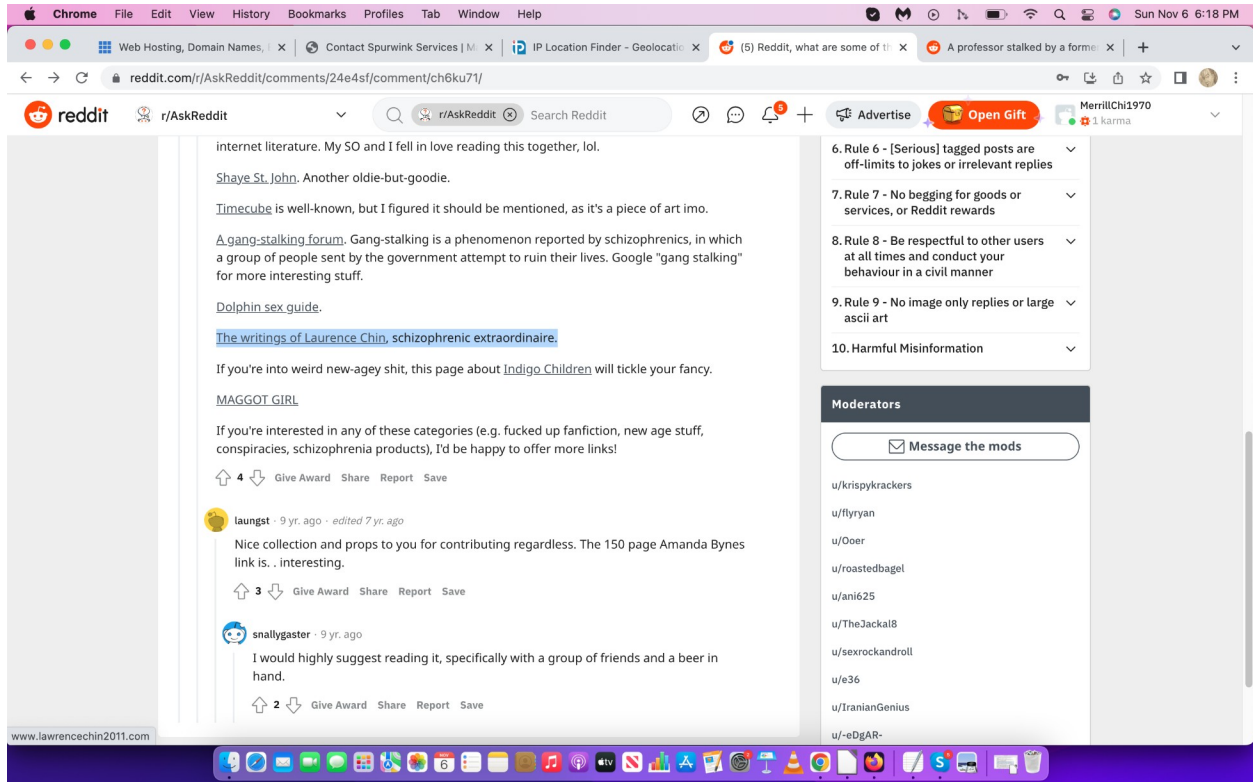 Chrome File Edit View History Bookmarks Profiles Tab Window Help Sun Nov 6 6:18 PM
Web Hosting, Domain Names, Contact Spurwink Services | M IP Location Finder - Geolocatio (5) Reddit, what are some of th A professor stalked by a forme
reddit.com/r/AskReddit/comments/24e4sf/comment/ch6ku71/
reddit r/AskReddit r/AskReddit Search Reddit 5 Advertise Open Gift MerrillChi1970
1 karma
internet literature. My SO and I fell in love reading this together, lol.
Shaye St. John. Another oldie-but-goodie.
Timecube is well-known, but I figured it should be mentioned, as it's a piece of art imo.
A gang-stalking forum. Gang-stalking is a phenomenon reported by schizophrenics, in which
a group of people sent by the government attempt to ruin their lives. Google "gang stalking"
for more interesting stuff.
Dolphin sex guide.
The writings of Laurence Chin, schizophrenic extraordinaire.
If you're into weird new-agey shit, this page about Indigo Children will tickle your fancy.
MAGGOT GIRL
If you're interested in any of these categories (e.g. fucked up fanfiction, new age stuff,
conspiracies, schizophrenia products), I'd be happy to offer more links!
4 Give Award Share Report Save
laungst · 9 yr. ago · edited 7 yr. ago
Nice collection and props to you for contributing regardless. The 150 page Amanda Bynes
link is. . interesting.
3 Give Award Share Report Save
snallygaster · 9 yr. ago
I would highly suggest reading it, specifically with a group of friends and a beer in
hand.
2 Give Award Share Report Save
6. Rule 6 - [Serious] tagged posts are
off-limits to jokes or irrelevant replies
7. Rule 7 - No begging for goods or
services, or Reddit rewards
8. Rule 8 - Be respectful to other users
at all times and conduct your
behaviour in a civil manner
9. Rule 9 - No image only replies or large
ascii art
10. Harmful Misinformation
Moderators
Message the mods
u/krispykrackers
u/flyryan
u/Ooer
u/roastedbagel
u/ani625
u/TheJackal8
u/sexrockandroll
u/e36
u/IranianGenius
u/-eDgAR-
www.lawrencechin2011.com